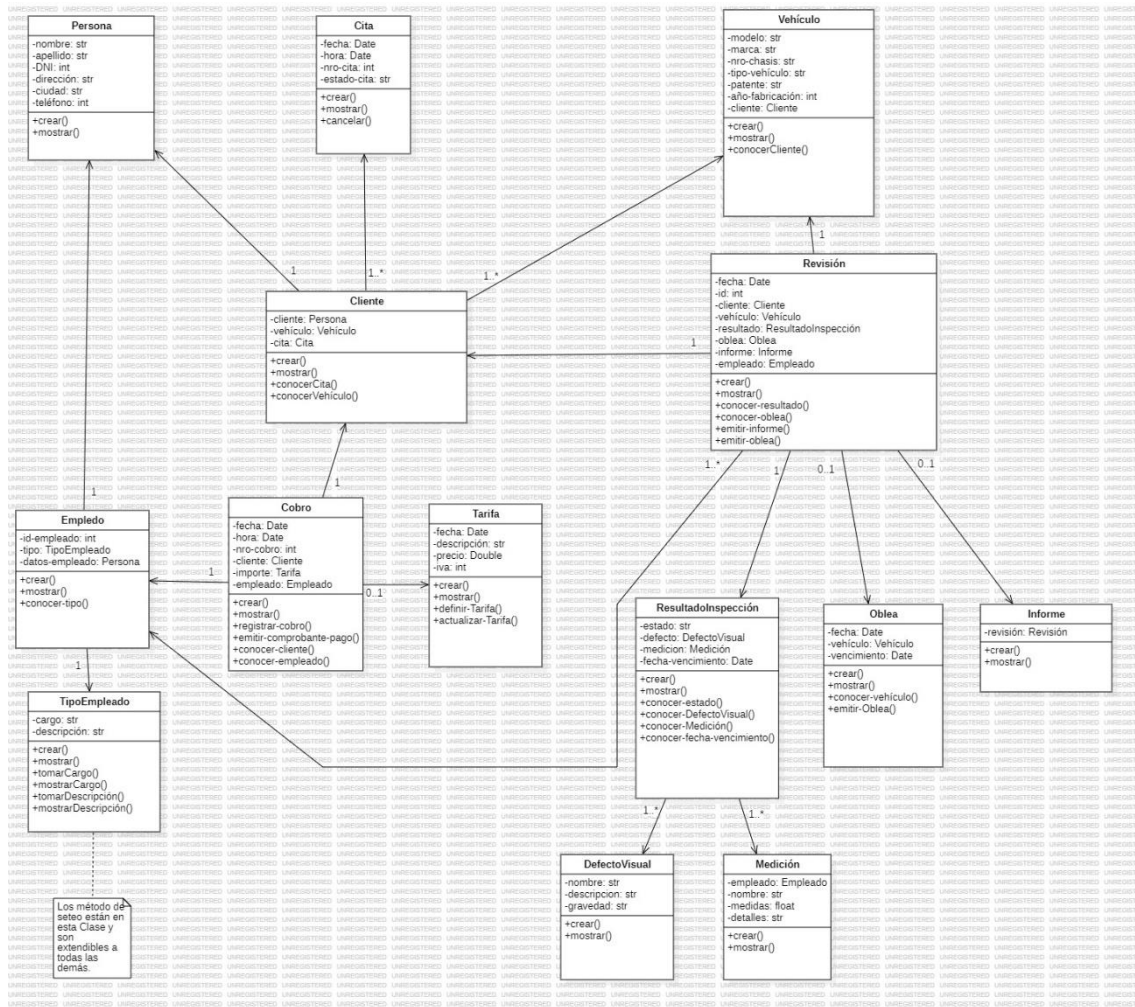 Persona
-nombre: str
-apellido: str
-DNI: int
-dirección: str
-ciudad: str
-teléfono: int
+crear()
+mostrar()
Cita
-fecha: Date
-hora: Date
-nro-cita: int
-estado-cita: str
+crear()
+mostrar()
+cancelar()
Vehículo
-modelo: str
-marca: str
-nro-chasis: str
-tipo-vehículo: str
-patente: str
-año-fabricación: int
-cliente: Cliente
+crear()
+mostrar()
+conocerCliente()
1
1..*
1..*
1
Cliente
-cliente: Persona
-vehículo: Vehículo
-cita: Cita
+crear()
+mostrar()
+conocerCita()
+conocerVehículo()
1
Revisión
-fecha: Date
-id: int
-cliente: Cliente
-vehículo: Vehículo
-resultado: ResultadoInspección
-oblea: Oblea
-informe: Informe
-empleado: Empleado
+crear()
+mostrar()
+conocer-resultado()
+conocer-oblea()
+emitir-informe()
+emitir-oblea()
1..*
1
0..1
0..1
1
1
Empledo
-id-empleado: int
-tipo: TipoEmpleado
-datos-empleado: Persona
+crear()
+mostrar()
+conocer-tipo()
1
1
Cobro
-fecha: Date
-hora: Date
-nro-cobro: int
-cliente: Cliente
-importe: Tarifa
-empleado: Empleado
+crear()
+mostrar()
+registrar-cobro()
+emitir-comprobante-pago()
+conocer-cliente()
+conocer-empleado()
0..1
Tarifa
-fecha: Date
-descripción: str
-precio: Double
-iva: int
+crear()
+mostrar()
+definir-Tarifa()
+actualizar-Tarifa()
ResultadoInspección
-estado: str
-defecto: DefectoVisual
-medicion: Medición
-fecha-vencimiento: Date
+crear()
+mostrar()
+conocer-estado()
+conocer-DefectoVisual()
+conocer-Medición()
+conocer-fecha-vencimiento()
Oblea
-fecha: Date
-vehículo: Vehículo
-vencimiento: Date
+crear()
+mostrar()
+conocer-vehículo()
+emitir-Oblea()
Informe
-revisión: Revisión
+crear()
+mostrar()
TipoEmpleado
-cargo: str
-descripción: str
+crear()
+mostrar()
+tomarCargo()
+mostrarCargo()
+tomarDescripción()
+mostrarDescripción()
1..*
1..*
DefectoVisual
-nombre: str
-descripcion: str
-gravedad: str
+crear()
+mostrar()
Medición
-empleado: Empleado
-nombre: str
-medidas: float
-detalles: str
+crear()
+mostrar()
Los método de
seteo están en
esta Clase y
son
extendibles a
todas las
demás.
UNREGISTERED